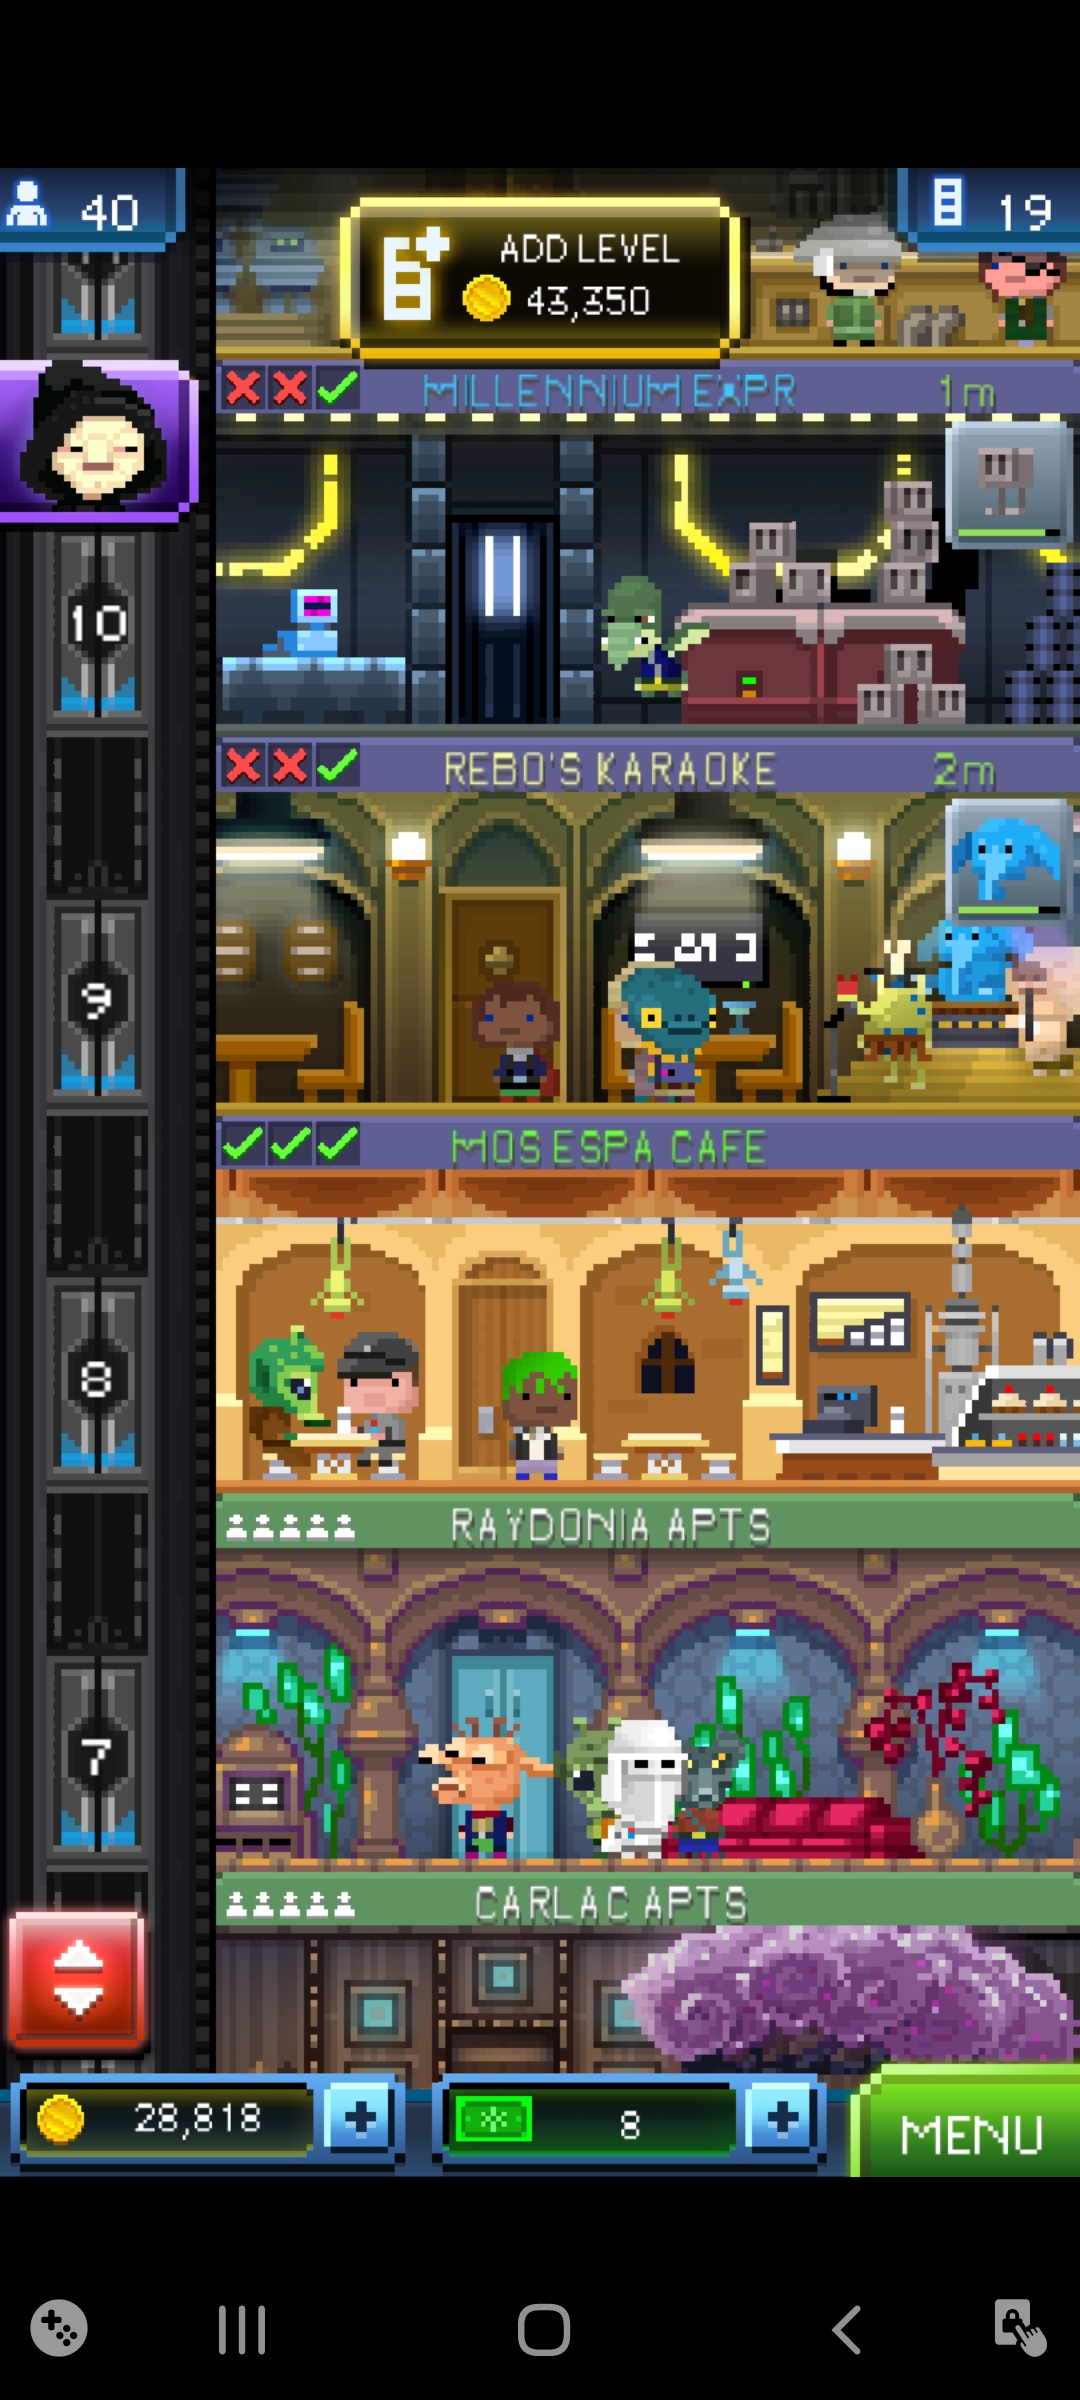 40
ADD LEVEL
43,350
19
MILLENNIUM EXPR 1m
10
REBO'S KARAOKE 2m
9
MOS ESPA CAFE
8
RAYDONIA APTS
7
CARLAC APTS
28,818
8
MENU